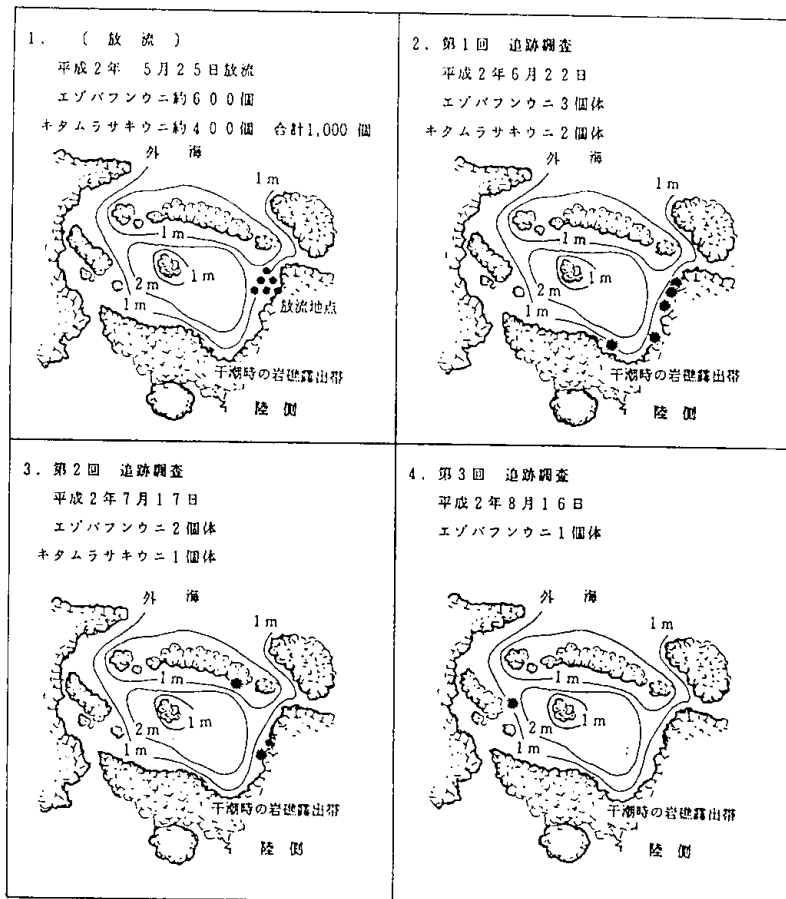 1. ( 放 流 )
平成2年 5月25日放流
エゾバフンウニ約600個
キタムラサキウニ約400個 合計1,000個
外 海
1m
1m
1m
2m
1m
放流地点
干潮時の岩礁露出帯
陸 側
2. 第1回 追跡調査
平成2年6月22日
エゾバフンウニ3個体
キタムラサキウニ2個体
外 海
1m
1m
1m
2m
1m
干潮時の岩礁露出帯
陸 側
3. 第2回 追跡調査
平成2年7月17日
エゾバフンウニ2個体
キタムラサキウニ1個体
外 海
1m
1m
1m
2m
1m
干潮時の岩礁露出帯
陸 側
4. 第3回 追跡調査
平成2年8月16日
エゾバフンウニ1個体
外 海
1m
1m
1m
2m
1m
干潮時の岩礁露出帯
陸 側